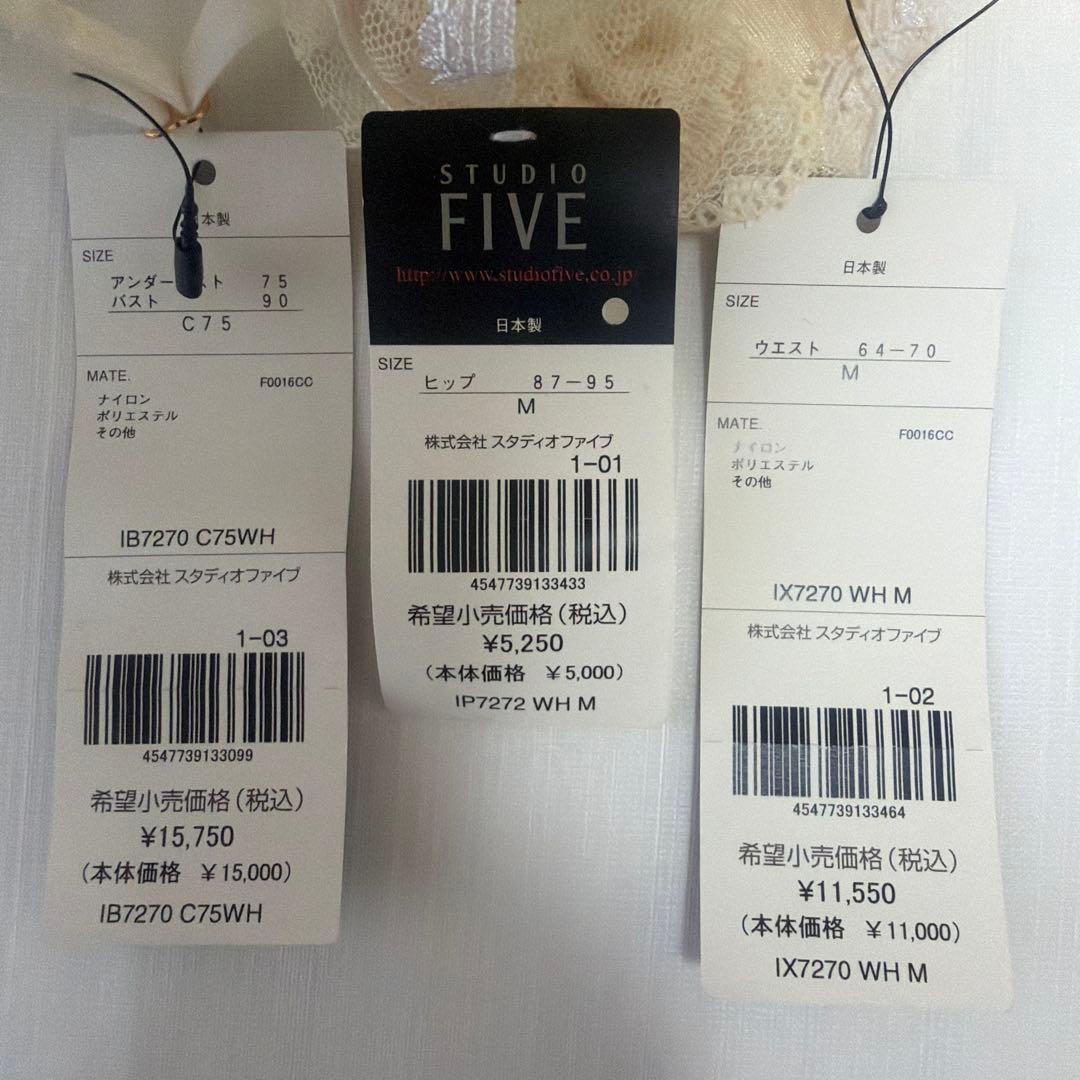 本製
SIZE
アンダー スト 75
バスト 90
C75
MATE.
F0016CC
ナイロン
ポリエステル
その他
IB7270 C75WH
株式会社 スタディオファイブ
1-03
4547739133099
希望小売価格(税込)
¥15,750
(本体価格 ¥15,000)
IB7270 C75WH
STUDIO
FIVE
http://www.studiofive.co.jp
日本製
SIZE
ヒップ 87-95
M
株式会社 スタディオファイブ
1-01
4547739133433
希望小売価格(税込)
¥5,250
(本体価格 ¥5,000)
IP7272 WH M
日本製
SIZE
ウエスト 64-70
M
MATE.
F0016CC
ナイロン
ポリエステル
その他
IX7270 WH M
株式会社 スタディオファイブ
1-02
4547739133464
希望小売価格(税込)
¥11,550
(本体価格 ¥11,000)
IX7270 WH M